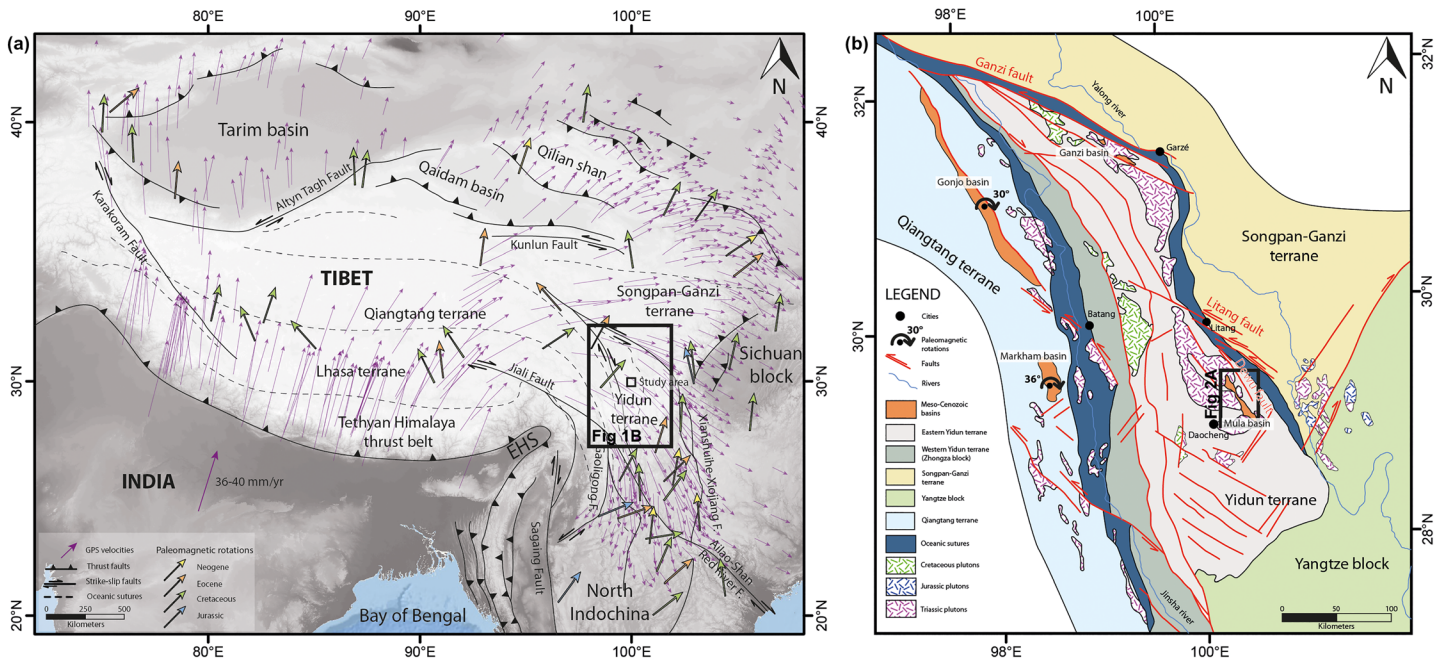 80°E
90°E
100°E
(a)
N
40°N
30°N
20°N
Tarim basin
Altyn Tagh Fault
Karakoram Fault
Qaidam basin
Qilian shan
Kunlun Fault
TIBET
Songpan-Ganzi
terrane
Qiangtang terrane
Lhasa terrane
Jiali Fault
Study area
Yidun
terrane
Fig 1B
Sichuan
block
Tethyan Himalaya
thrust belt
EHS
INDIA
36-40 mm/yr
Gaoligong F.
Xianshuihe-Xiojiang F.
Sagaing Fault
Ailao-Shan
Red River F.
North
Indochina
Bay of Bengal
GPS velocities
Thrust faults
Strike-slip faults
Oceanic sutures
0 250 500
Kilometers
Paleomagnetic rotations
Neogene
Eocene
Cretaceous
Jurassic
40°N
30°N
20°N
80°E
90°E
100°E
98°E
100°E
(b)
N
32°N
30°N
32°N
30°N
28°N
Ganzi fault
Yalong river
Garzé
Ganzi basin
Gonjo basin
30°
Qiangtang terrane
Songpan-Ganzi
terrane
Batang
Litang fault
Litang
Markham basin
36°
Fig 2A
Mula basin
Daocheng
Yidun terrane
Yangtze block
Jinsha river
LEGEND
Cities
30°
Paleomagnetic
rotations
Faults
Rivers
Meso-Cenozoic
basins
Eastern Yidun terrane
Western Yidun terrane
(Zhongza block)
Songpan-Ganzi
terrane
Yangtze block
Qiangtang terrane
Oceanic sutures
Cretaceous plutons
Jurassic plutons
Triassic plutons
0 50 100
Kilometers
98°E
100°E